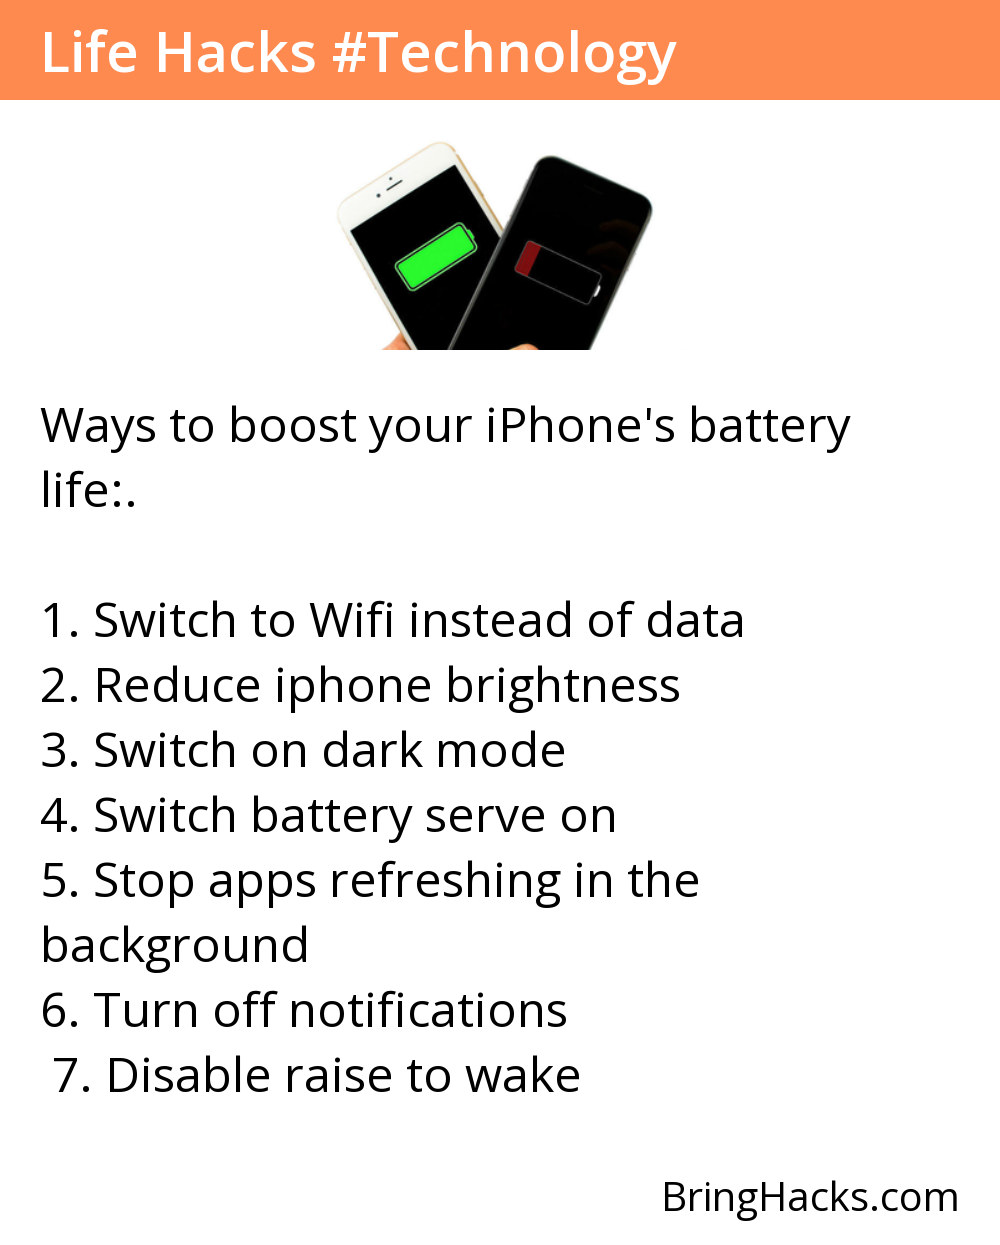 Life Hacks #Technology
Ways to boost your iPhone's battery
life:.
1. Switch to Wifi instead of data
2. Reduce iphone brightness
3. Switch on dark mode
4. Switch battery serve on
5. Stop apps refreshing in the
background
6. Turn off notifications
7. Disable raise to wake
BringHacks.com